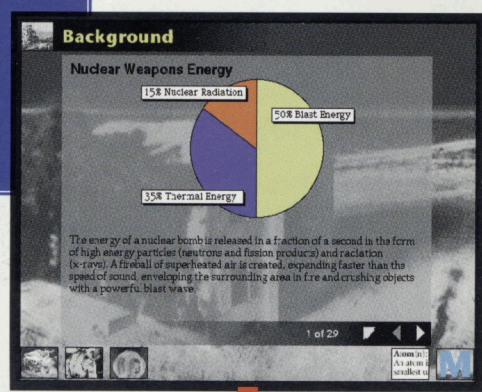 Background
Nuclear Weapons Energy
15% Nuclear Radiation
50% Blast Energy
35% Thermal Energy
The energy of a nuclear bomb is released in a fraction of a second in the form
of high energy particles (neutrons and fission products) and radiation
(x-rays). A fireball of superheated air is created, expanding faster than the
speed of sound, enveloping the surrounding area in fire and crushing objects
with a powerful blast wave.
1 of 29
Atom (n):
An atom i
smallest u
M